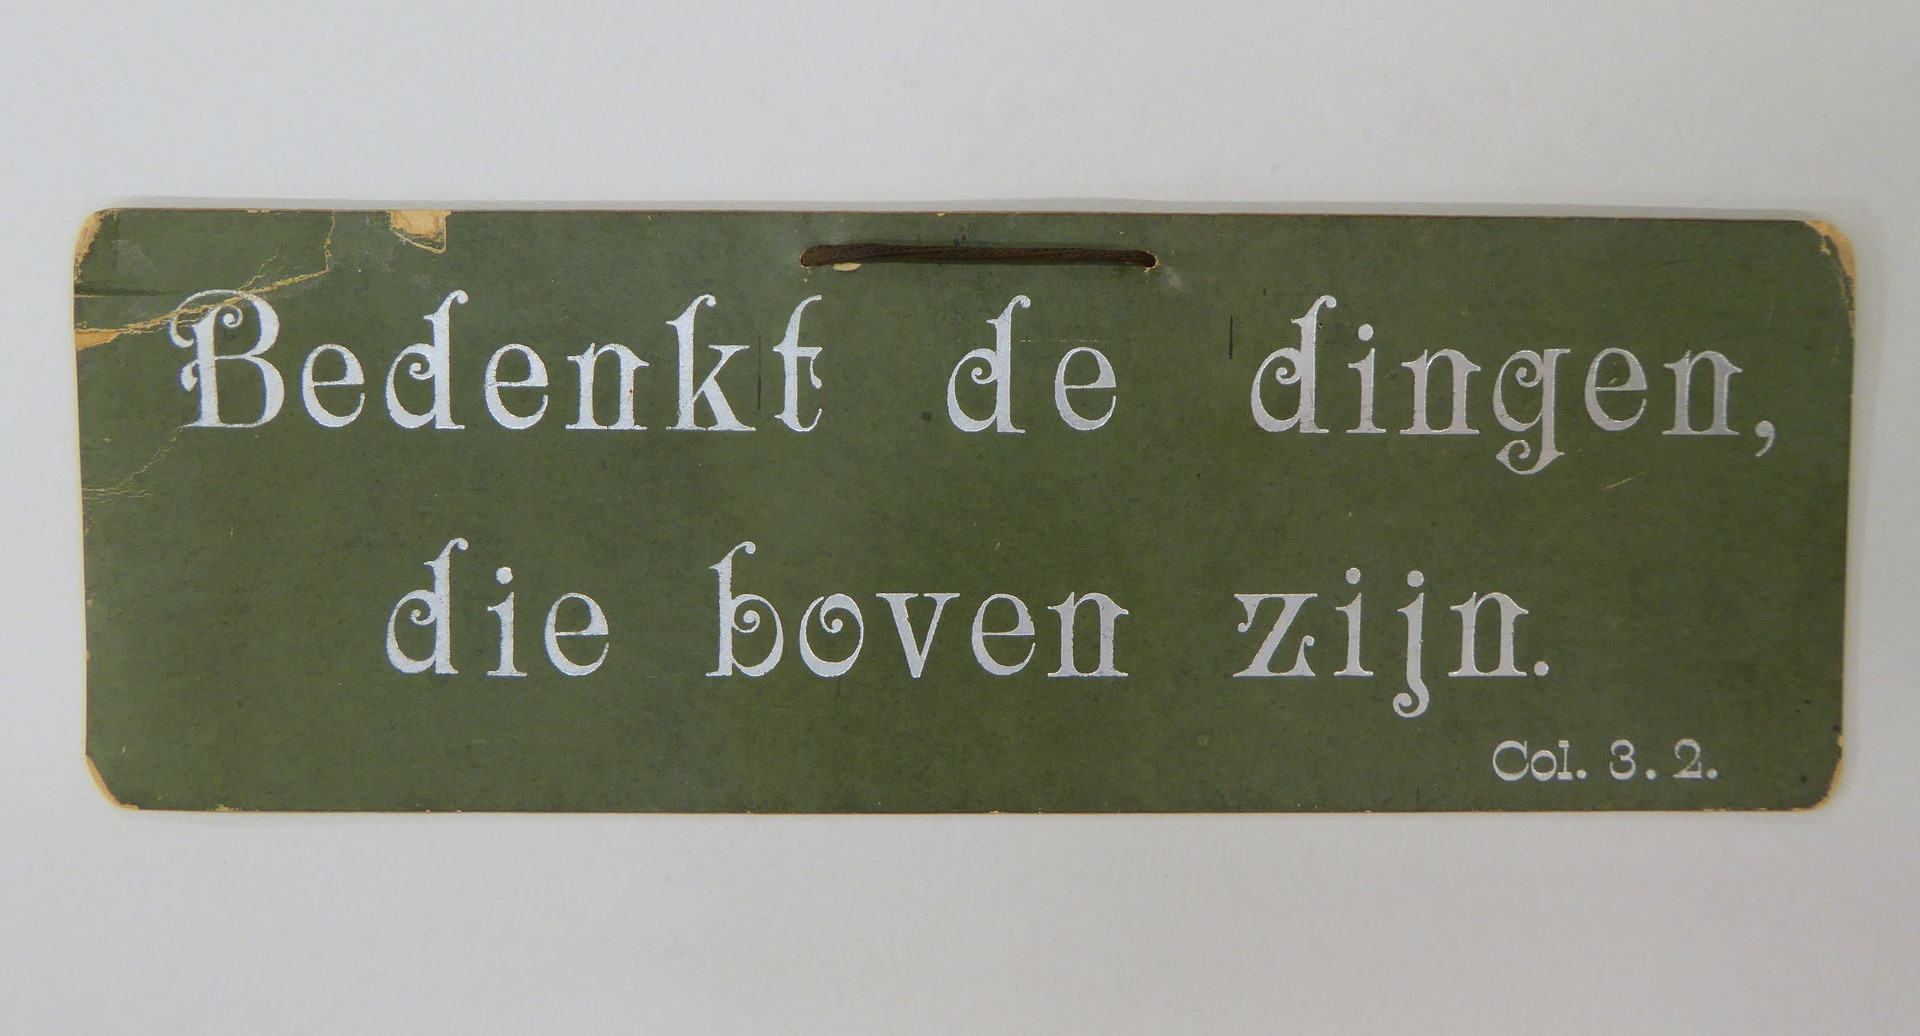 Bedenkt de dingen,
die boven zijn.
Col. 3. 2.